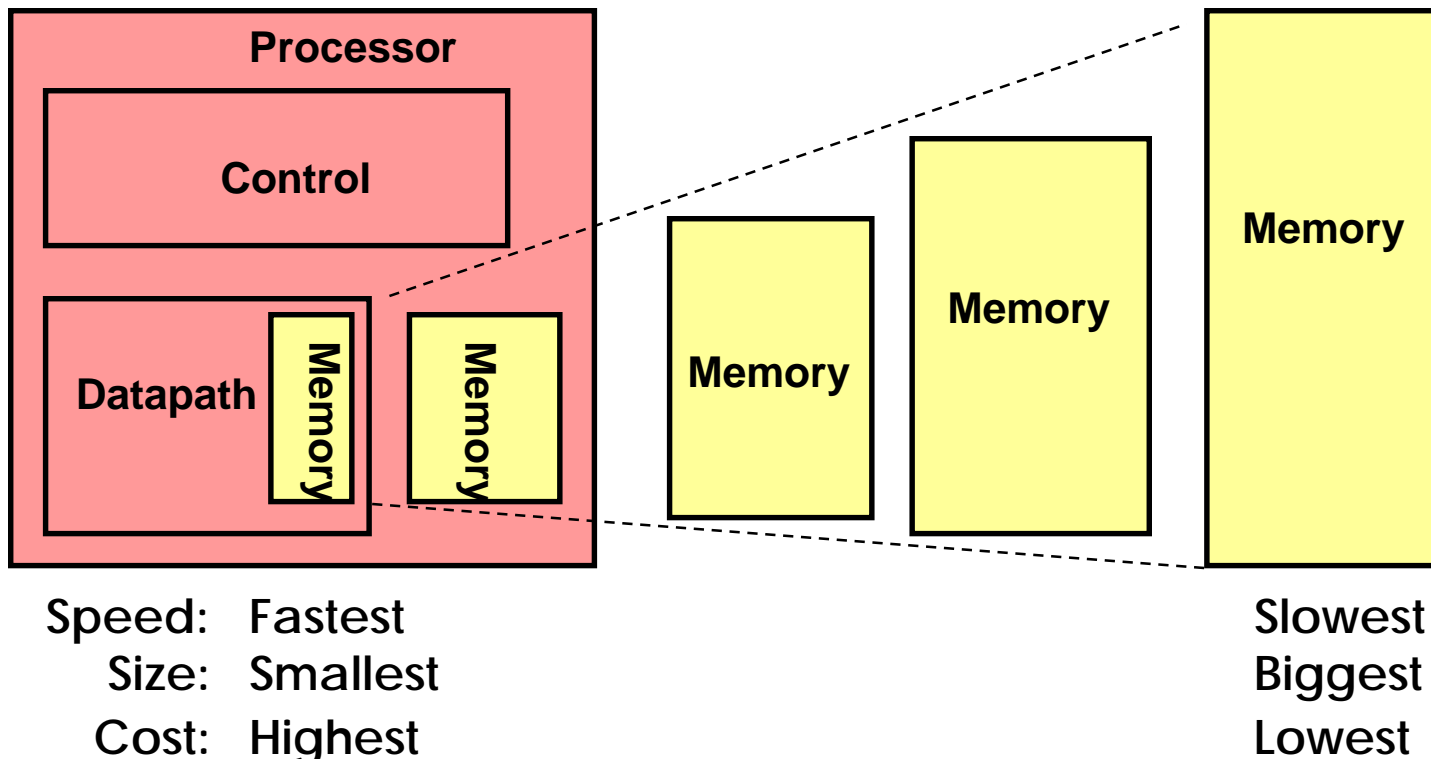 Processor
Control
Datapath
Memory
Memory
Memory
Memory
Memory
Speed: Fastest Slowest
Size: Smallest Biggest
Cost: Highest Lowest